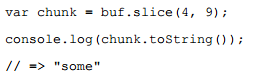 var chunk = buf.slice(4, 9);
console.log(chunk.toString());
// => "some"